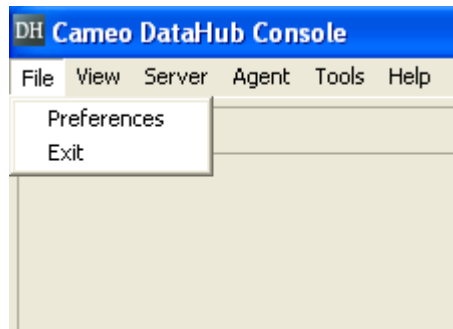 DH Cameo DataHub Console
File View Server Agent Tools Help
Preferences
Exit